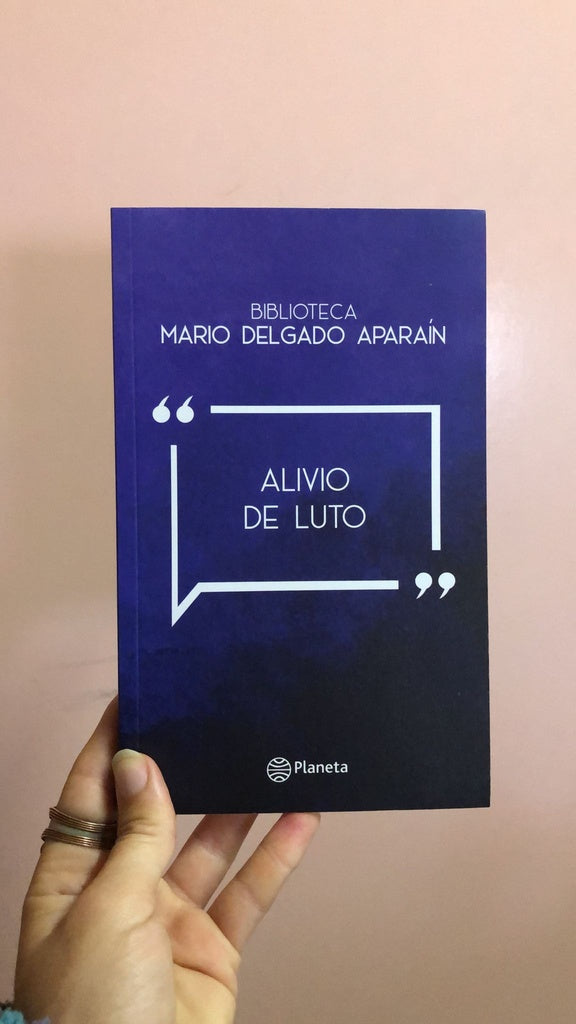 BIBLIOTECA
MARIO DELGADO APARAÍN
“
ALIVIO
DE LUTO
”
Planeta